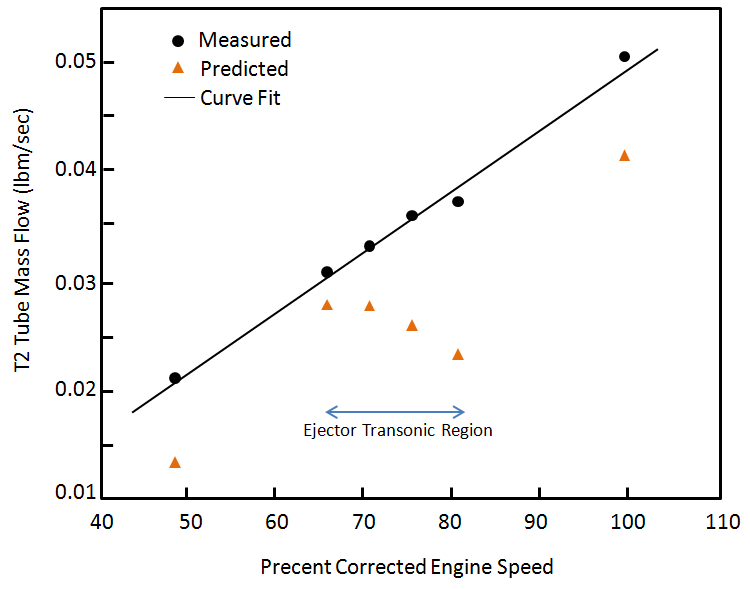 Measured
Predicted
Curve Fit
T2 Tube Mass Flow (lbm/sec)
0.05
0.04
0.03
0.02
0.01
Ejector Transonic Region
40 50 60 70 80 90 100 110
Precent Corrected Engine Speed